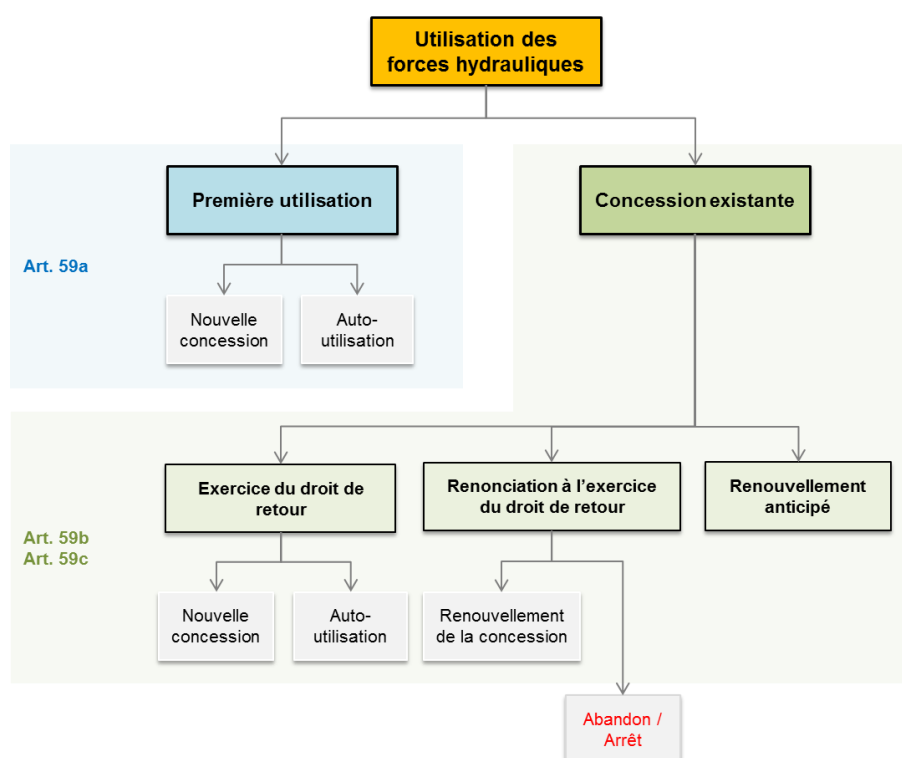 Utilisation des
forces hydrauliques
Première utilisation
Concession existante
Art. 59a
Nouvelle
concession
Auto-
utilisation
Exercice du droit de
retour
Renonciation à l'exercice
du droit de retour
Renouvellement
anticipé
Art. 59b
Art. 59c
Nouvelle
concession
Auto-
utilisation
Renouvellement
de la concession
Abandon /
Arrêt